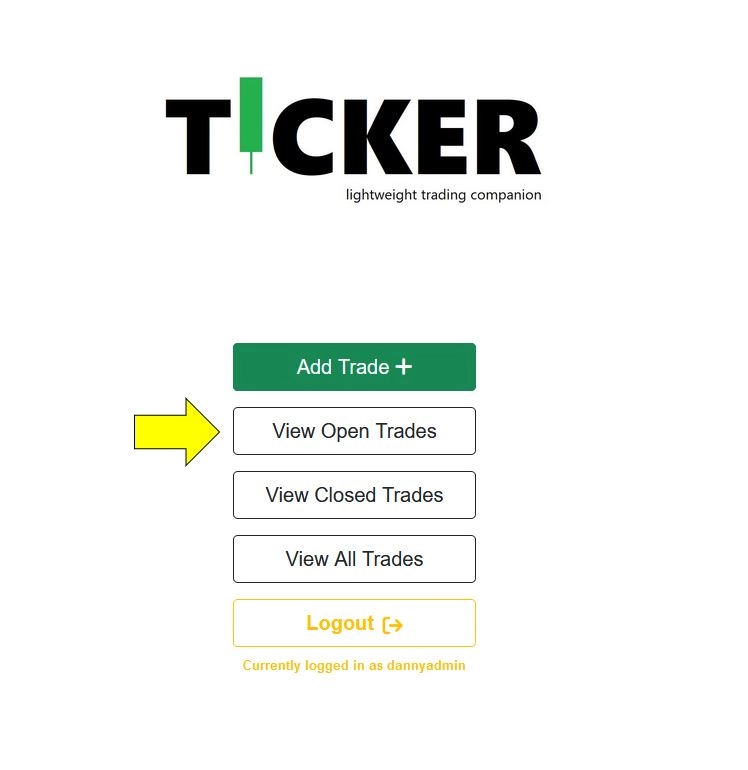 TICKER
lightweight trading companion
Add Trade +
View Open Trades
View Closed Trades
View All Trades
Logout
Currently logged in as dannyadmin